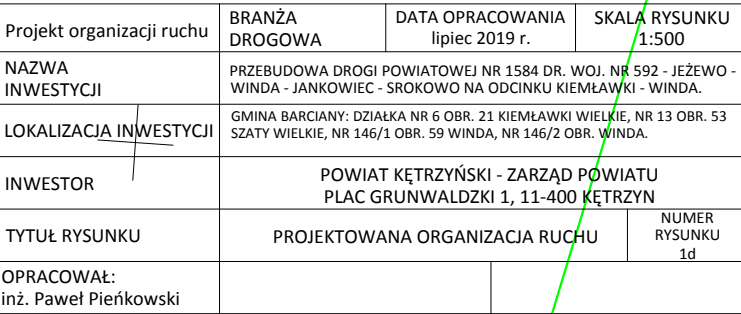 Projekt organizacji ruchu
BRANŻA
DROGOWA
DATA OPRACOWANIA
lipiec 2019 r.
SKALA RYSUNKU
1:500
NAZWA
INWESTYCJI
PRZEBUDOWA DROGI POWIATOWEJ NR 1584 DR. WOJ. NR 592 - JEŻEWO -
WINDA - JANKOWIEC - SROKOWO NA ODCINKU KIEMŁAWKI - WINDA.
LOKALIZACJA INWESTYCJI
GMINA BARCIANY: DZIAŁKA NR 6 OBR. 21 KIEMŁAWKI WIELKIE, NR 13 OBR. 53
SZATY WIELKIE, NR 146/1 OBR. 59 WINDA, NR 146/2 OBR. WINDA.
INWESTOR
POWIAT KĘTRZYŃSKI - ZARZĄD POWIATU
PLAC GRUNWALDZKI 1, 11-400 KĘTRZYN
TYTUŁ RYSUNKU
PROJEKTOWANA ORGANIZACJA RUCHU
NUMER
RYSUNKU
1d
OPRACOWAŁ:
inż. Paweł Pieńkowski